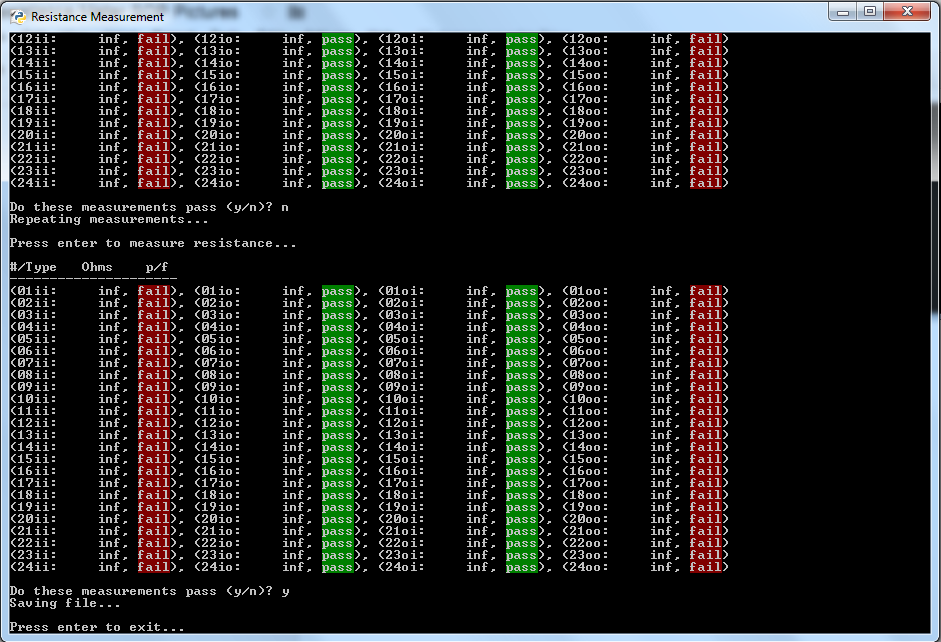 Resistance Measurement
(12ii:     inf, fail), (12io:     inf, pass), (12oi:     inf, pass), (12oo:     inf, fail)
(13ii:     inf, fail), (13io:     inf, pass), (13oi:     inf, pass), (13oo:     inf, fail)
(14ii:     inf, fail), (14io:     inf, pass), (14oi:     inf, pass), (14oo:     inf, fail)
(15ii:     inf, fail), (15io:     inf, pass), (15oi:     inf, pass), (15oo:     inf, fail)
(16ii:     inf, fail), (16io:     inf, pass), (16oi:     inf, pass), (16oo:     inf, fail)
(17ii:     inf, fail), (17io:     inf, pass), (17oi:     inf, pass), (17oo:     inf, fail)
(18ii:     inf, fail), (18io:     inf, pass), (18oi:     inf, pass), (18oo:     inf, fail)
(19ii:     inf, fail), (19io:     inf, pass), (19oi:     inf, pass), (19oo:     inf, fail)
(20ii:     inf, fail), (20io:     inf, pass), (20oi:     inf, pass), (20oo:     inf, fail)
(21ii:     inf, fail), (21io:     inf, pass), (21oi:     inf, pass), (21oo:     inf, fail)
(22ii:     inf, fail), (22io:     inf, pass), (22oi:     inf, pass), (22oo:     inf, fail)
(23ii:     inf, fail), (23io:     inf, pass), (23oi:     inf, pass), (23oo:     inf, fail)
(24ii:     inf, fail), (24io:     inf, pass), (24oi:     inf, pass), (24oo:     inf, fail)
Do these measurements pass (y/n)? n
Repeating measurements...
Press enter to measure resistance...
#/Type   Ohms    p/f
---------------------
(01ii:     inf, fail), (01io:     inf, pass), (01oi:     inf, pass), (01oo:     inf, fail)
(02ii:     inf, fail), (02io:     inf, pass), (02oi:     inf, pass), (02oo:     inf, fail)
(03ii:     inf, fail), (03io:     inf, pass), (03oi:     inf, pass), (03oo:     inf, fail)
(04ii:     inf, fail), (04io:     inf, pass), (04oi:     inf, pass), (04oo:     inf, fail)
(05ii:     inf, fail), (05io:     inf, pass), (05oi:     inf, pass), (05oo:     inf, fail)
(06ii:     inf, fail), (06io:     inf, pass), (06oi:     inf, pass), (06oo:     inf, fail)
(07ii:     inf, fail), (07io:     inf, pass), (07oi:     inf, pass), (07oo:     inf, fail)
(08ii:     inf, fail), (08io:     inf, pass), (08oi:     inf, pass), (08oo:     inf, fail)
(09ii:     inf, fail), (09io:     inf, pass), (09oi:     inf, pass), (09oo:     inf, fail)
(10ii:     inf, fail), (10io:     inf, pass), (10oi:     inf, pass), (10oo:     inf, fail)
(11ii:     inf, fail), (11io:     inf, pass), (11oi:     inf, pass), (11oo:     inf, fail)
(12ii:     inf, fail), (12io:     inf, pass), (12oi:     inf, pass), (12oo:     inf, fail)
(13ii:     inf, fail), (13io:     inf, pass), (13oi:     inf, pass), (13oo:     inf, fail)
(14ii:     inf, fail), (14io:     inf, pass), (14oi:     inf, pass), (14oo:     inf, fail)
(15ii:     inf, fail), (15io:     inf, pass), (15oi:     inf, pass), (15oo:     inf, fail)
(16ii:     inf, fail), (16io:     inf, pass), (16oi:     inf, pass), (16oo:     inf, fail)
(17ii:     inf, fail), (17io:     inf, pass), (17oi:     inf, pass), (17oo:     inf, fail)
(18ii:     inf, fail), (18io:     inf, pass), (18oi:     inf, pass), (18oo:     inf, fail)
(19ii:     inf, fail), (19io:     inf, pass), (19oi:     inf, pass), (19oo:     inf, fail)
(20ii:     inf, fail), (20io:     inf, pass), (20oi:     inf, pass), (20oo:     inf, fail)
(21ii:     inf, fail), (21io:     inf, pass), (21oi:     inf, pass), (21oo:     inf, fail)
(22ii:     inf, fail), (22io:     inf, pass), (22oi:     inf, pass), (22oo:     inf, fail)
(23ii:     inf, fail), (23io:     inf, pass), (23oi:     inf, pass), (23oo:     inf, fail)
(24ii:     inf, fail), (24io:     inf, pass), (24oi:     inf, pass), (24oo:     inf, fail)
Do these measurements pass (y/n)? y
Saving file...
Press enter to exit...